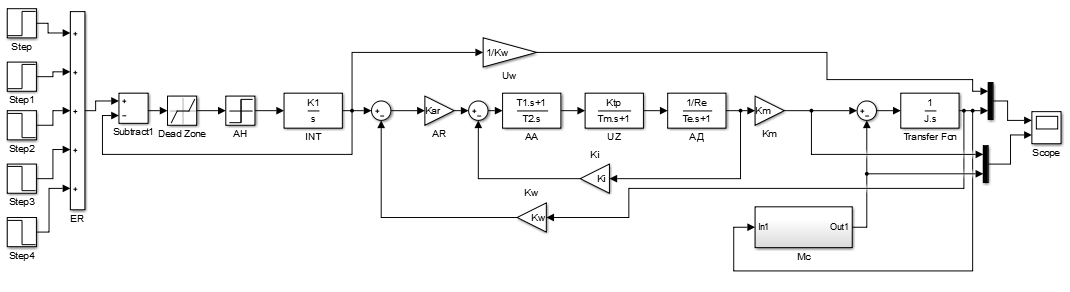 Step
Step1
Step2
Step3
Step4
+
+
+
+
+
ER
+
−
Subtract1
Dead Zone
AH
K1
s
INT
1/Kw
Uw
+
−
Kar
AR
+
−
T1.s+1
T2.s
AA
Ktp
Tm.s+1
UZ
1/Re
Te.s+1
АД
Km
Km
+
−
1
J.s
Transfer Fcn
Scope
Ki
Ki
Kw
Kw
In1
Out1
Mc